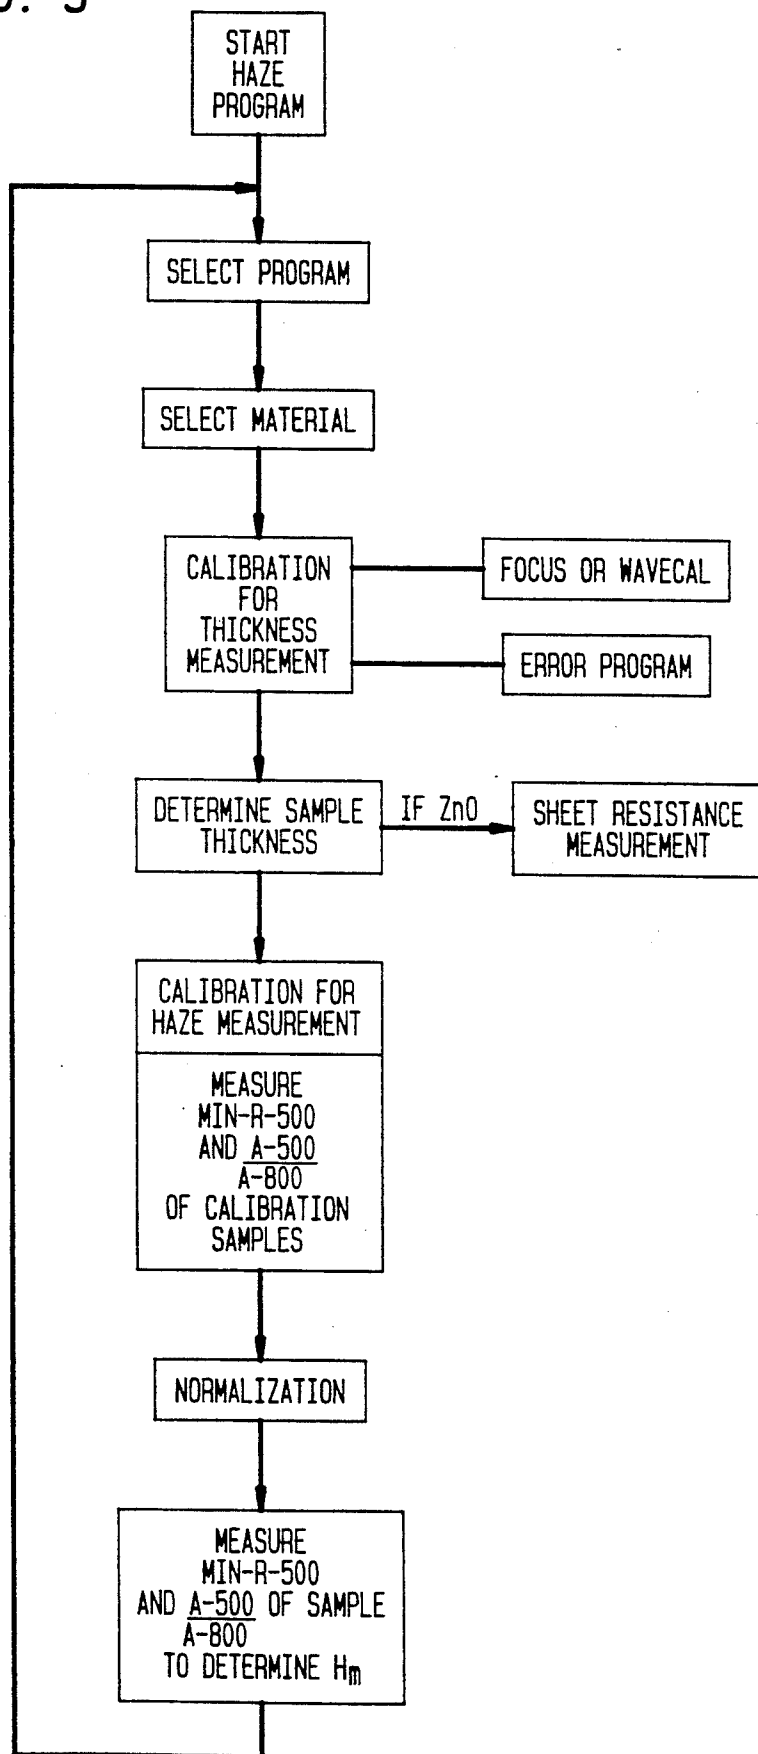 START
HAZE
PROGRAM
SELECT PROGRAM
SELECT MATERIAL
CALIBRATION
FOR
THICKNESS
MEASUREMENT
FOCUS OR WAVECAL
ERROR PROGRAM
DETERMINE SAMPLE
THICKNESS
IF ZnO
SHEET RESISTANCE
MEASUREMENT
CALIBRATION FOR
HAZE MEASUREMENT
MEASURE
MIN-R-500
AND A-500
A-800
OF CALIBRATION
SAMPLES
NORMALIZATION
MEASURE
MIN-R-500
AND A-500 OF SAMPLE
A-800
TO DETERMINE Hm